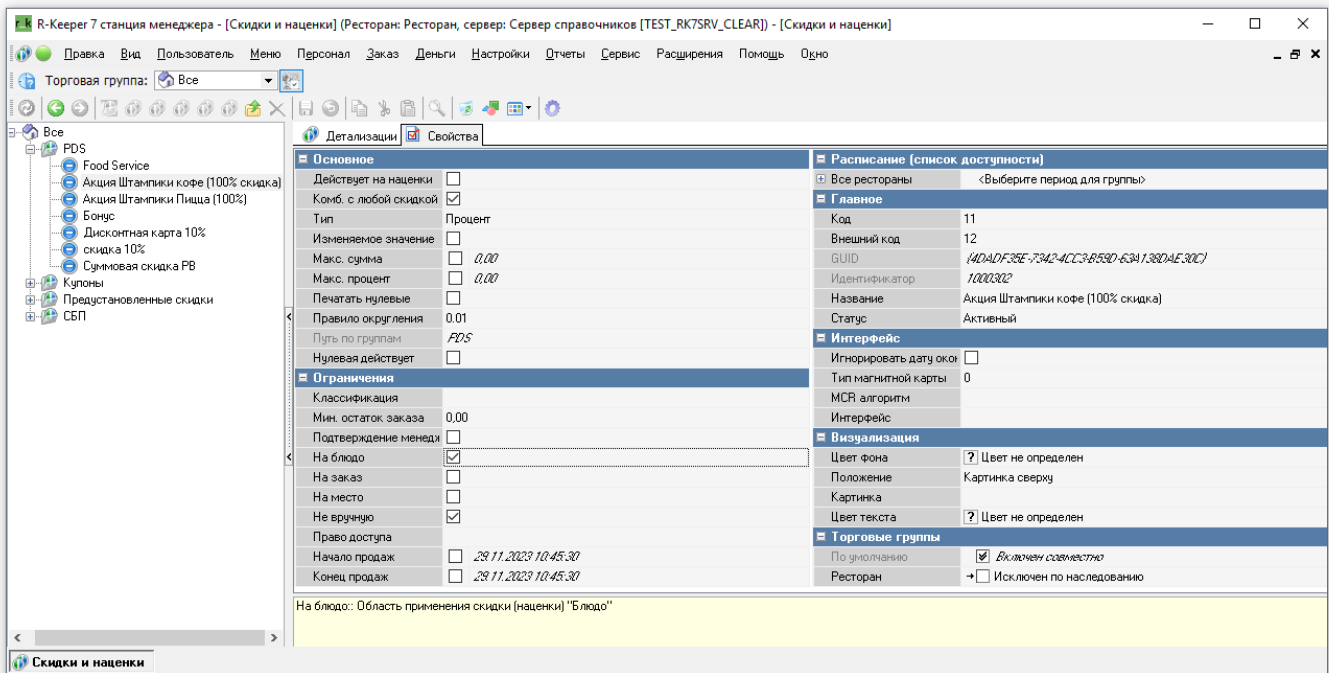 r_k R-Keeper 7 станция менеджера - [Скидки и наценки] (Ресторан: Ресторан, сервер: Сервер справочников [TEST_RK7SRV_CLEAR]) - [Скидки и наценки]
Правка Вид Пользователь Меню Персонал Заказ Деньги Настройки Отчеты Сервис Расширения Помощь Окно
Торговая группа: Все
Все
PDS
Food Service
Акция Штампики кофе (100% скидка)
Акция Штампики Пицца (100%)
Бонус
Дисконтная карта 10%
скидка 10%
Суммовая скидка РВ
Купоны
Предустановленные скидки
СБП
Детализации Свойства
Основное
Действует на наценки
Комб. с любой скидкой
Тип Процент
Изменяемое значение
Макс. сумма 0,00
Макс. процент 0,00
Печатать нулевые
Правило округления 0.01
Путь по группам PDS
Нулевая действует
Ограничения
Классификация
Мин. остаток заказа 0,00
Подтверждение менедж
На блюдо
На заказ
На место
Не вручную
Право доступа
Начало продаж 29.11.2023 10:45:30
Конец продаж 29.11.2023 10:45:30
Расписание (список доступности)
Все рестораны <Выберите период для группы>
Главное
Код 11
Внешний код 12
GUID {4DADF35E-7342-4CC3-B59D-63A138DAE30C}
Идентификатор 1000302
Название Акция Штампики кофе (100% скидка)
Статус Активный
Интерфейс
Игнорировать дату окон
Тип магнитной карты 0
MCR алгоритм
Интерфейс
Визуализация
Цвет фона ? Цвет не определен
Положение Картинка сверху
Картинка
Цвет текста ? Цвет не определен
Торговые группы
По умолчанию Включен совместно
Ресторан Исключен по наследованию
На блюдо:: Область применения скидки (наценки) "Блюдо"
Скидки и наценки